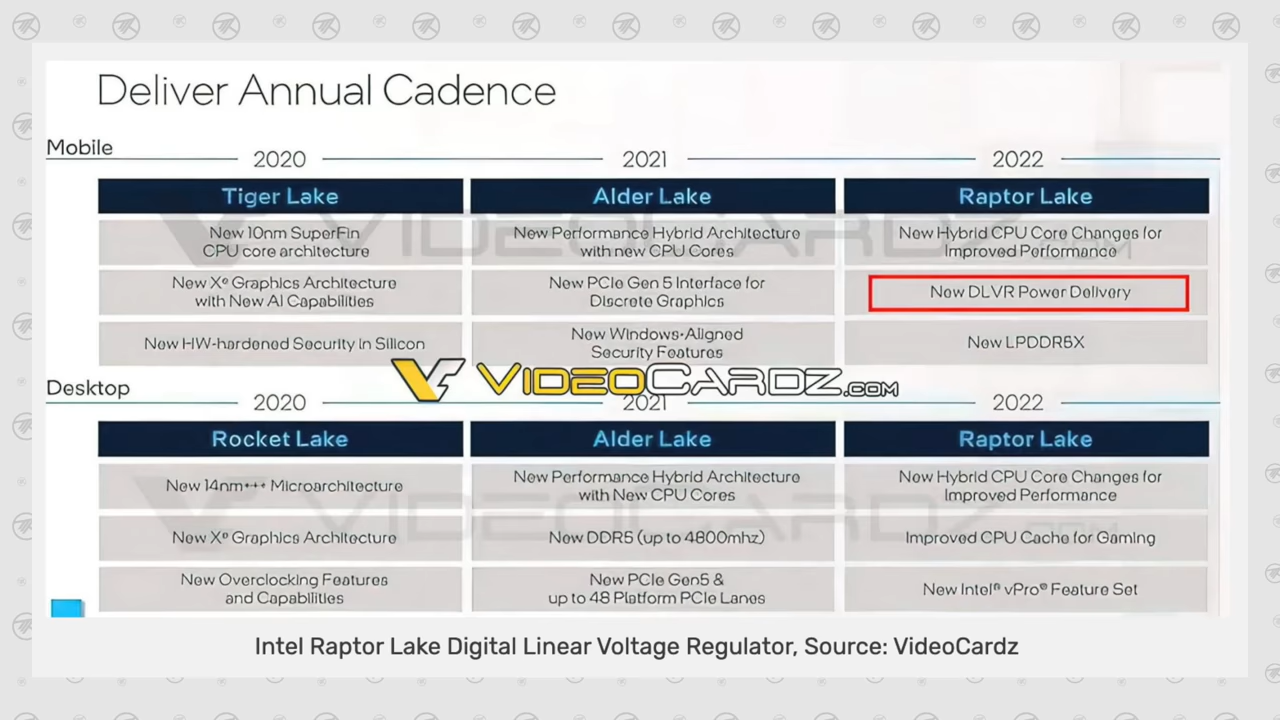 Deliver Annual Cadence
Mobile
2020
2021
2022
Tiger Lake
Alder Lake
Raptor Lake
New 10nm SuperFin
CPU core architecture
New Performance Hybrid Architecture
with new CPU Cores
New Hybrid CPU Core Changes for
Improved Performance
New Xe Graphics Architecture
with New AI Capabilities
New PCIe Gen 5 Interface for
Discrete Graphics
New DLVR Power Delivery
New HW-hardened Security in Silicon
New Windows-Aligned
Security Features
New LPDDR5X
VIDEOCARDZ.COM
Desktop
2020
2021
2022
Rocket Lake
Alder Lake
Raptor Lake
New 14nm+++ Microarchitecture
New Performance Hybrid Architecture
with New CPU Cores
New Hybrid CPU Core Changes for
Improved Performance
New Xe Graphics Architecture
New DDR5 (up to 4800mhz)
Improved CPU Cache for Gaming
New Overclocking Features
and Capabilities
New PCIe Gen5 &
up to 48 Platform PCIe Lanes
New Intel® vPro® Feature Set
VIDEOCARDZ.COM
VIDEOCARDZ.COM
Intel Raptor Lake Digital Linear Voltage Regulator, Source: VideoCardz